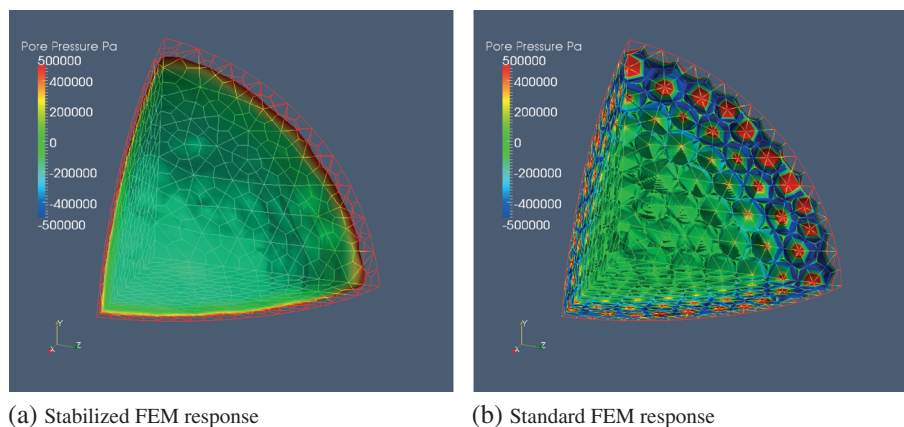 Pore Pressure Pa
500000
400000
200000
0
-200000
-400000
-500000
Y
X
Z
Pore Pressure Pa
500000
400000
200000
0
-200000
-400000
-500000
Y
X
Z
(a) Stabilized FEM response
(b) Standard FEM response